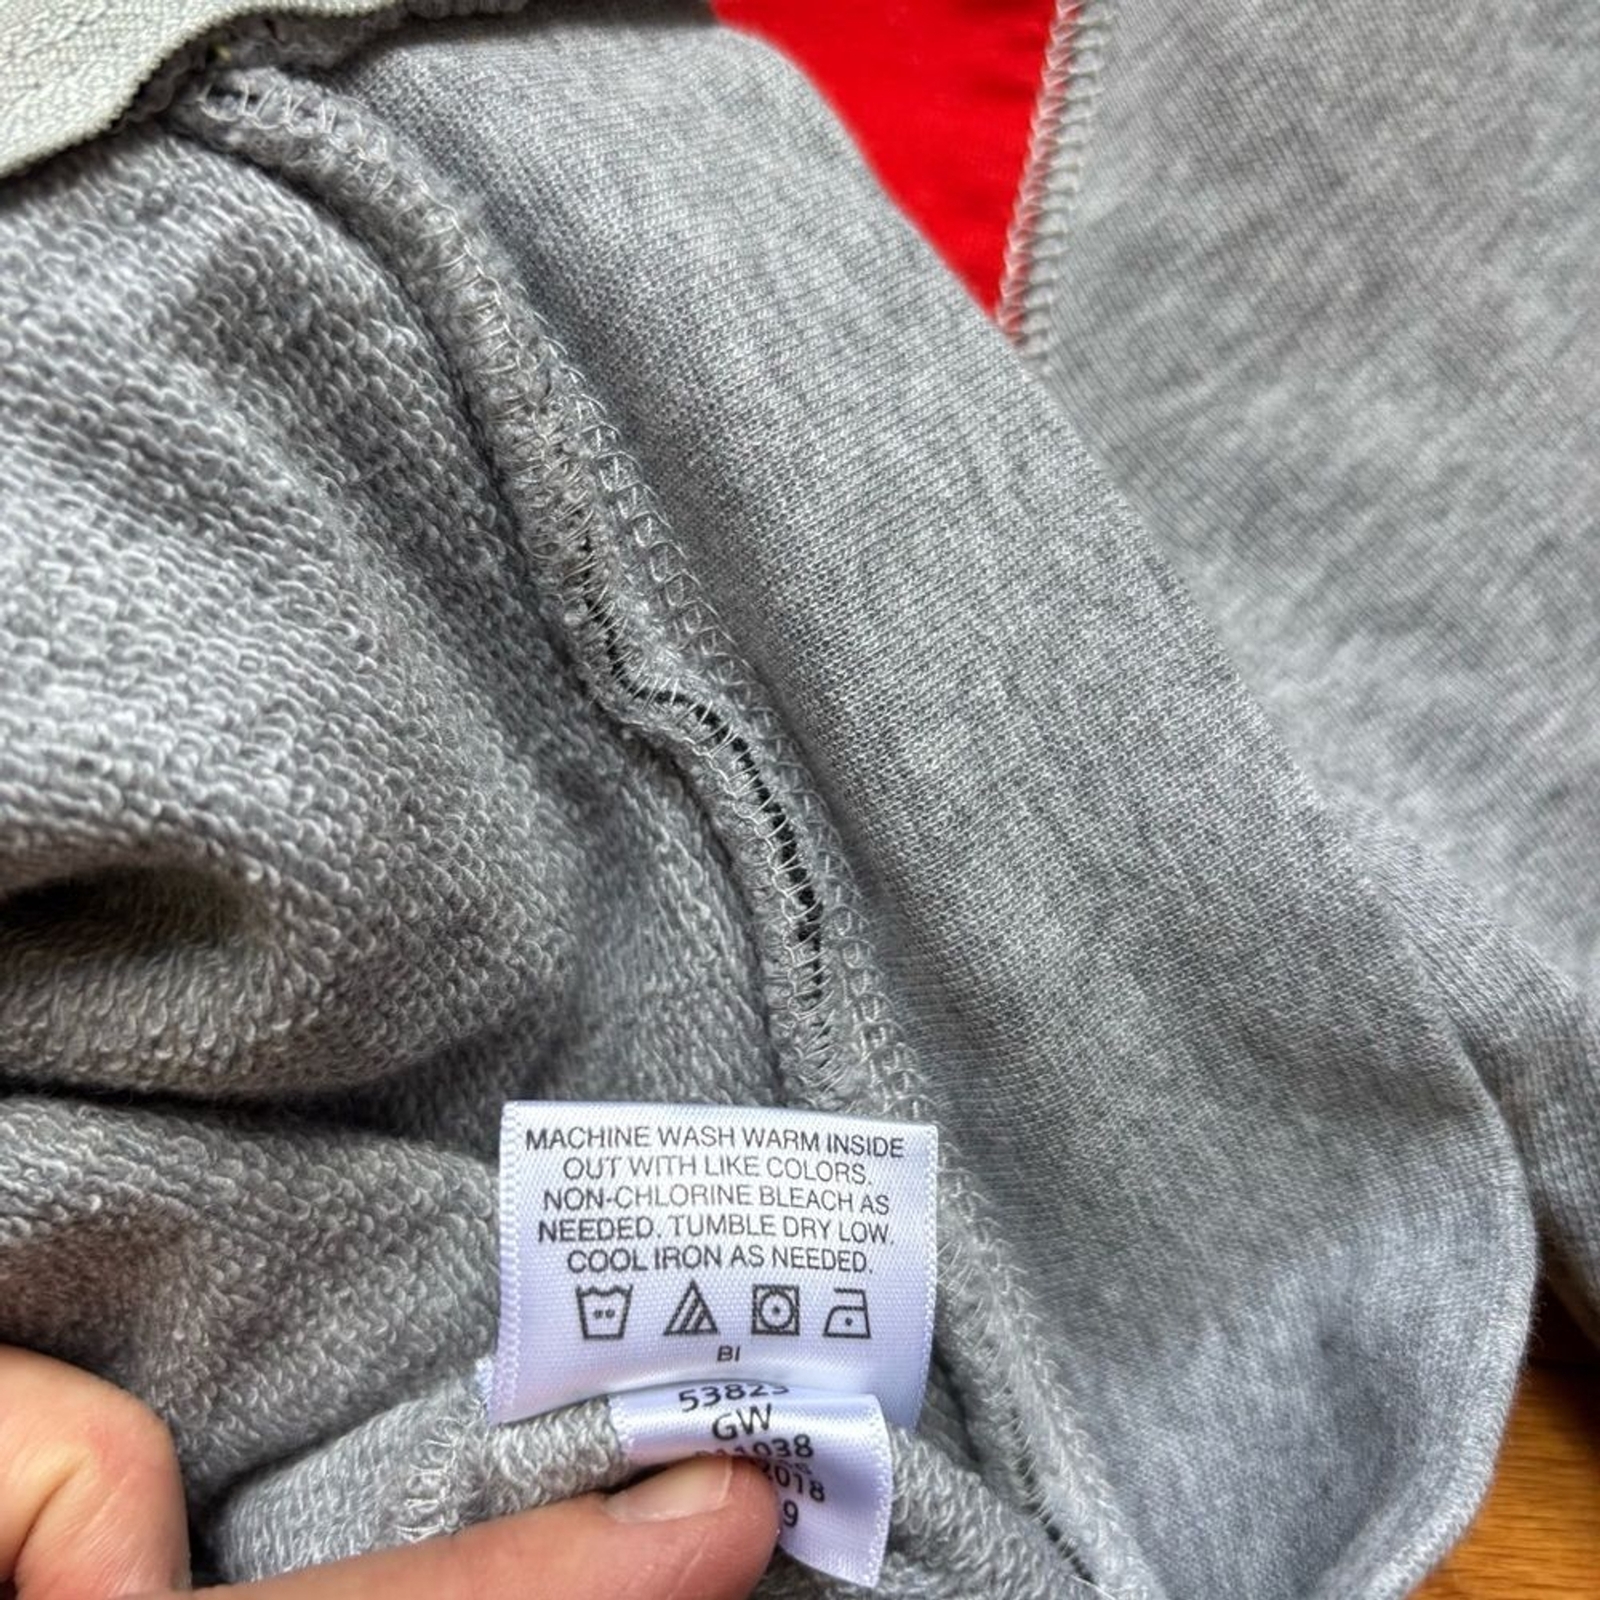 MACHINE WASH WARM INSIDE
OUT WITH LIKE COLORS.
NON-CHLORINE BLEACH AS
NEEDED. TUMBLE DRY LOW.
COOL IRON AS NEEDED.
BI
GW